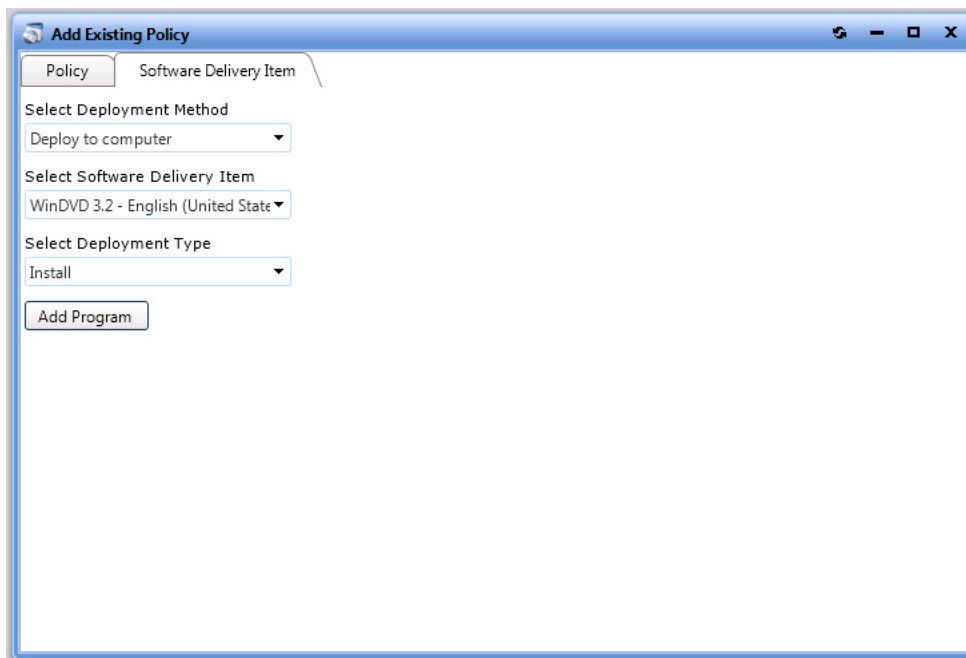 Add Existing Policy
Policy
Software Delivery Item
Select Deployment Method
Deploy to computer
Select Software Delivery Item
WinDVD 3.2 - English (United State
Select Deployment Type
Install
Add Program